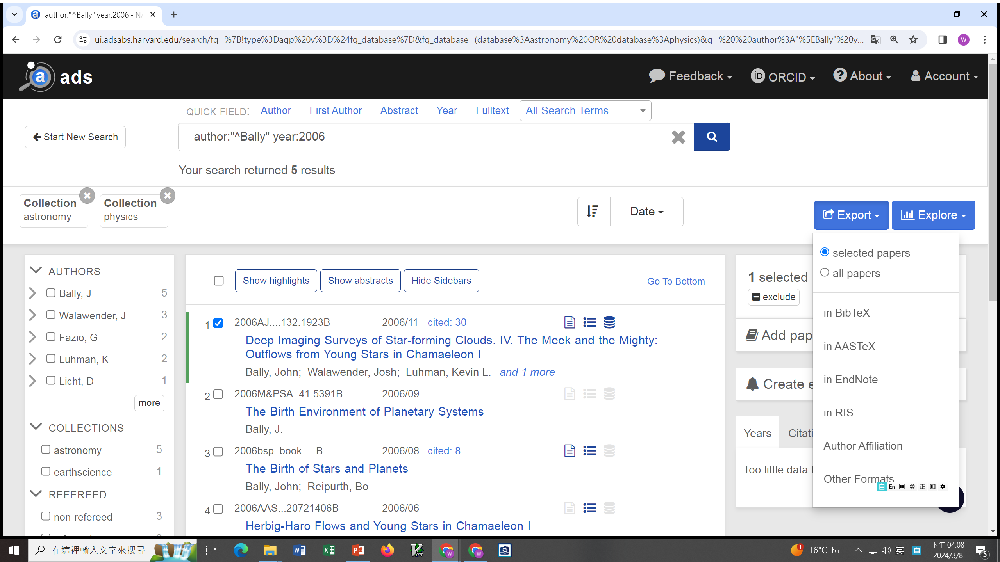 author:"^Bally" year:2006 - NA
ui.adsabs.harvard.edu/search/fq=%7B!type%3Daqp%20v%3D%24fq_database%7D&fq_database=(database%3Aastronomy%20OR%20database%3Aphysics)&q=%20%20author%3A"%5EBally"%20y...
W
a ads
Feedback
iD ORCID
About
Account
QUICK FIELD: Author First Author Abstract Year Fulltext All Search Terms
Start New Search
author:"^Bally" year:2006
Your search returned 5 results
Collection
astronomy
Collection
physics
Date
Export
Explore
selected papers
all papers
in BibTeX
in AASTeX
in EndNote
in RIS
Author Affiliation
Other Formats
En @ 正
AUTHORS
Bally, J 5
Walawender, J 3
Fazio, G 2
Luhman, K 2
Licht, D 1
more
COLLECTIONS
astronomy 5
earthscience 1
REFEREED
non-refereed 3
Show highlights Show abstracts Hide Sidebars Go To Bottom
1 2006AJ....132.1923B 2006/11 cited: 30
Deep Imaging Surveys of Star-forming Clouds. IV. The Meek and the Mighty:
Outflows from Young Stars in Chamaeleon I
Bally, John; Walawender, Josh; Luhman, Kevin L. and 1 more
2 2006M&PSA..41.5391B 2006/09
The Birth Environment of Planetary Systems
Bally, J.
3 2006bsp..book.....B 2006/08 cited: 8
The Birth of Stars and Planets
Bally, John; Reipurth, Bo
4 2006AAS...20721406B 2006/06
Herbig-Haro Flows and Young Stars in Chamaeleon I
1 selected
exclude
Add pap
Create e
Years Citati
Too little data t
在這裡輸入文字來搜尋
1 16°C 晴
英
下午 04:08
2024/3/8
5